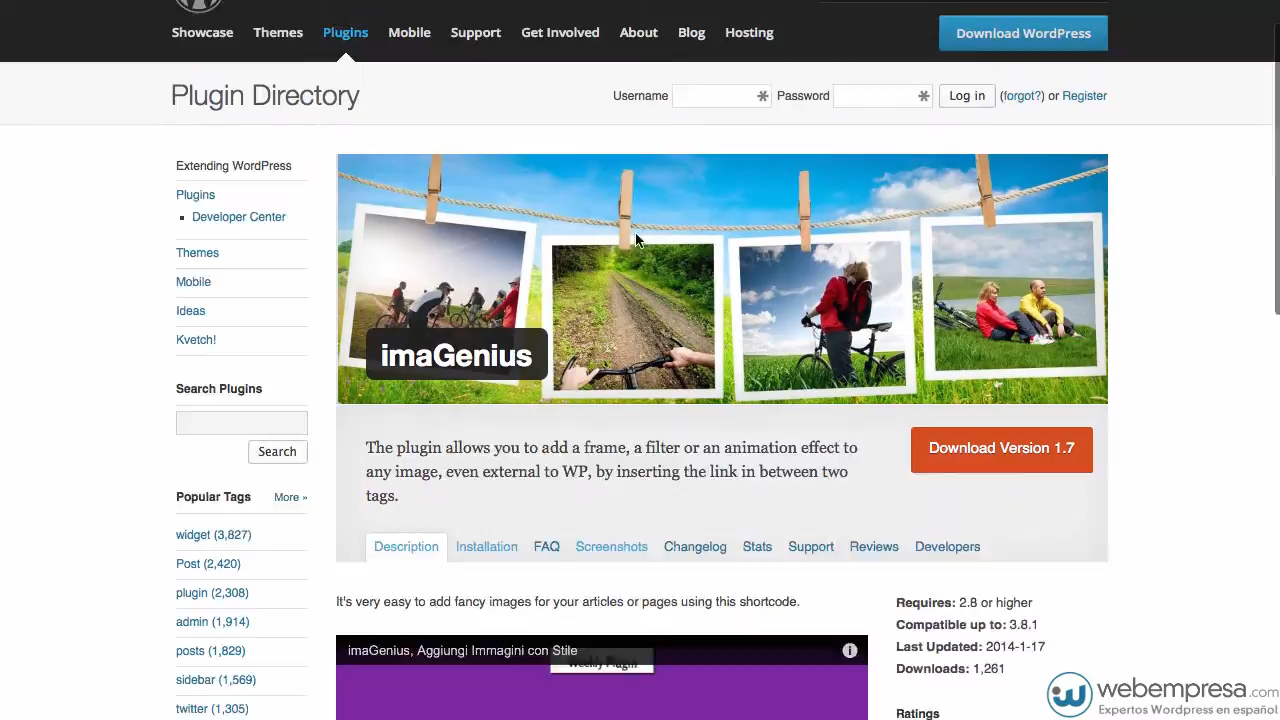 Showcase Themes Plugins Mobile Support Get Involved About Blog Hosting Download WordPress
Plugin Directory
Username Password Log in (forgot?) or Register
Extending WordPress
Plugins
Developer Center
Themes
Mobile
Ideas
Kvetch!
Search Plugins
Search
Popular Tags More »
widget (3,827)
Post (2,420)
plugin (2,308)
admin (1,914)
posts (1,829)
sidebar (1,569)
twitter (1,305)
imaGenius
The plugin allows you to add a frame, a filter or an animation effect to
any image, even external to WP, by inserting the link in between two
tags.
Download Version 1.7
Description Installation FAQ Screenshots Changelog Stats Support Reviews Developers
It's very easy to add fancy images for your articles or pages using this shortcode.
imaGenius, Aggiungi Immagini con Stile
Weekly Plugin
Requires: 2.8 or higher
Compatible up to: 3.8.1
Last Updated: 2014-1-17
Downloads: 1,261
Ratings
webempresa.com
Expertos Wordpress en español